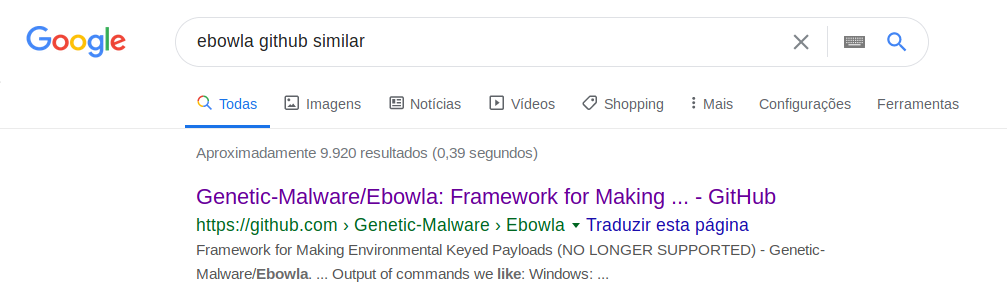 Google
ebowla github similar
Todas Imagens Notícias Vídeos Shopping Mais Configurações Ferramentas
Aproximadamente 9.920 resultados (0,39 segundos)
Genetic-Malware/Ebowla: Framework for Making ... - GitHub
https://github.com › Genetic-Malware › Ebowla Traduzir esta página
Framework for Making Environmental Keyed Payloads (NO LONGER SUPPORTED) - Genetic-
Malware/Ebowla. ... Output of commands we like: Windows: ...